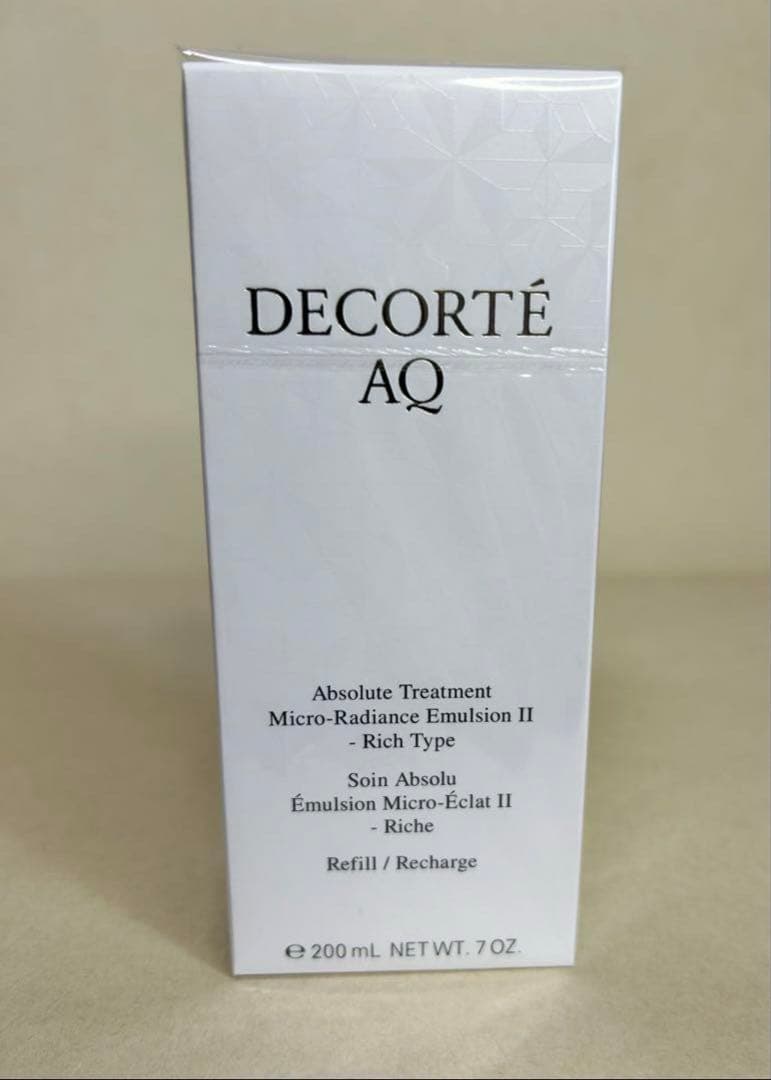 DECORTÉ
AQ
Absolute Treatment
Micro-Radiance Emulsion II
- Rich Type
Soin Absolu
Émulsion Micro-Éclat II
- Riche
Refill / Recharge
℮ 200 mL NET WT. 7 OZ.